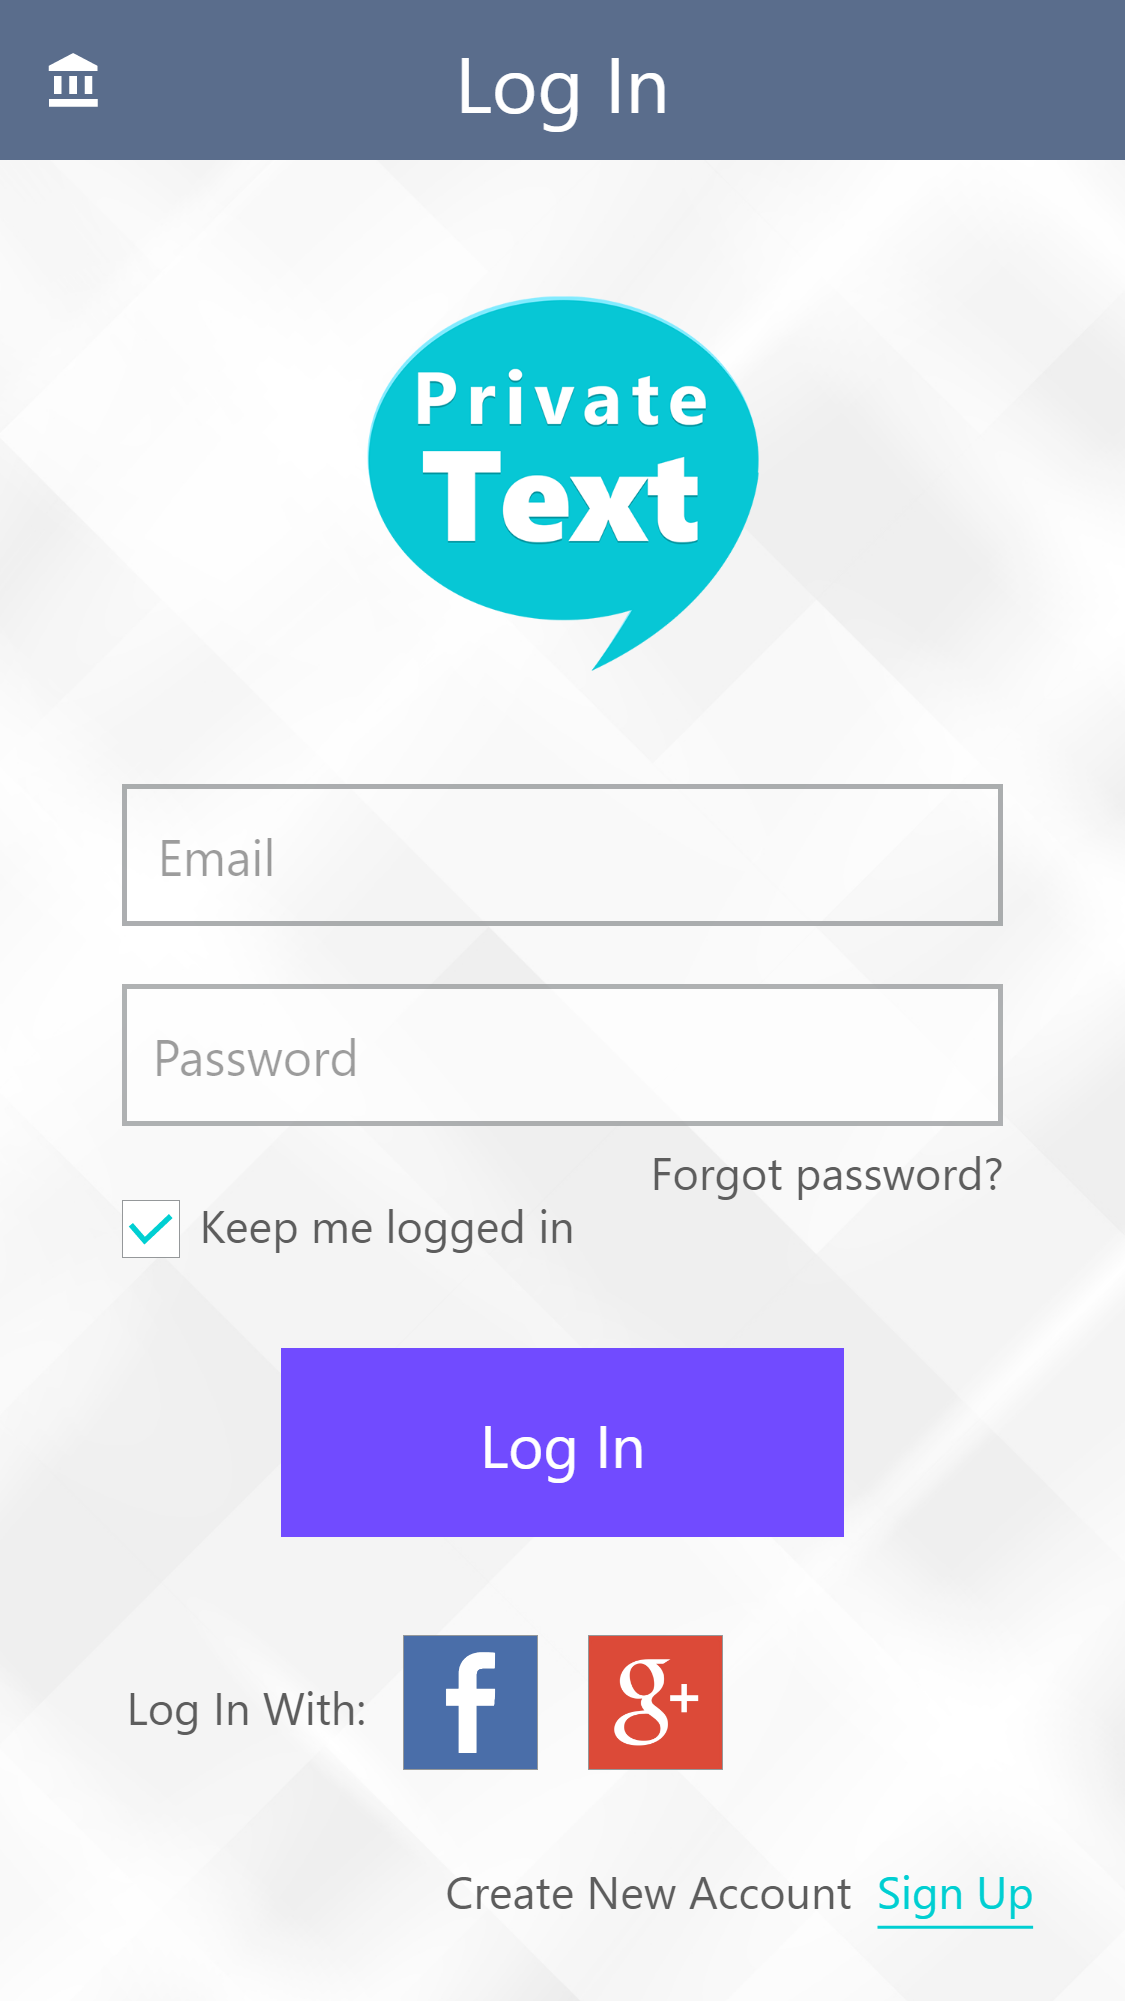 Log In
Private
Text
Email
Password
Forgot password?
Keep me logged in
Log In
Log In With:
f
g+
Create New Account Sign Up